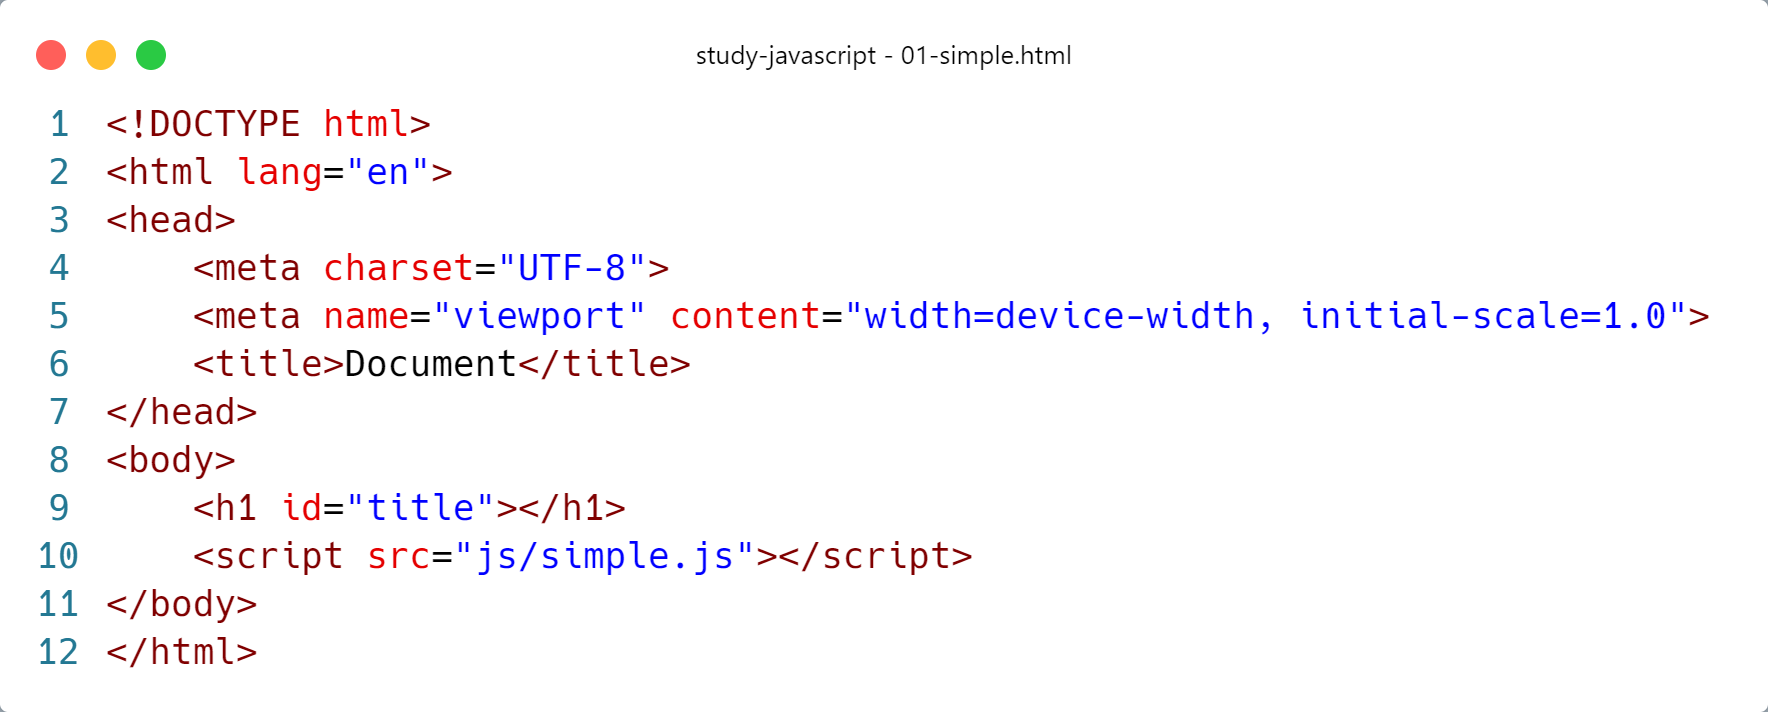 study-javascript - 01-simple.html
1 <!DOCTYPE html>
2 <html lang="en">
3 <head>
4     <meta charset="UTF-8">
5     <meta name="viewport" content="width=device-width, initial-scale=1.0">
6     <title>Document</title>
7 </head>
8 <body>
9     <h1 id="title"></h1>
10     <script src="js/simple.js"></script>
11 </body>
12 </html>